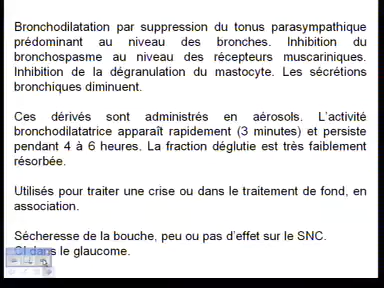 Bronchodilatation par suppression du tonus parasympathique
prédominant au niveau des bronches. Inhibition du
bronchospasme au niveau des récepteurs muscariniques.
Inhibition de la dégranulation du mastocyte. Les sécrétions
bronchiques diminuent.
Ces dérivés sont administrés en aérosols. L'activité
bronchodilatatrice apparaît rapidement (3 minutes) et persiste
pendant 4 à 6 heures. La fraction déglutie est très faiblement
résorbée.
Utilisés pour traiter une crise ou dans le traitement de fond, en
association.
Sécheresse de la bouche, peu ou pas d'effet sur le SNC.
CI dans le glaucome.